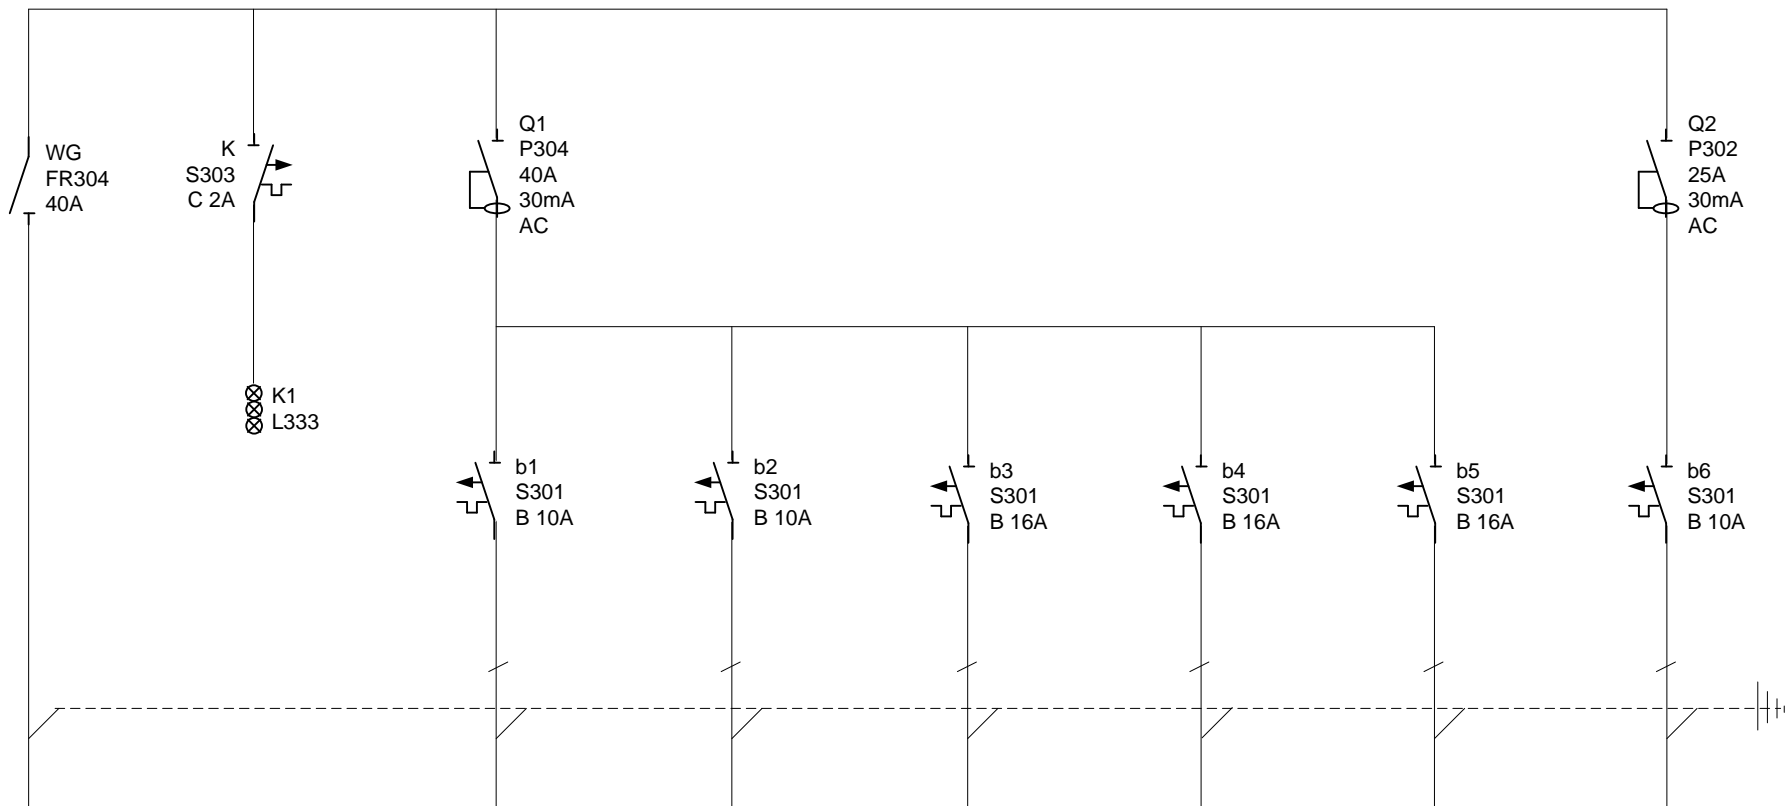 WG
FR304
40A
K
S303
C 2A
Q1
P304
40A
30mA
AC
Q2
P302
25A
30mA
AC
K1
L333
b1
S301
B 10A
b2
S301
B 10A
b3
S301
B 16A
b4
S301
B 16A
b5
S301
B 16A
b6
S301
B 10A